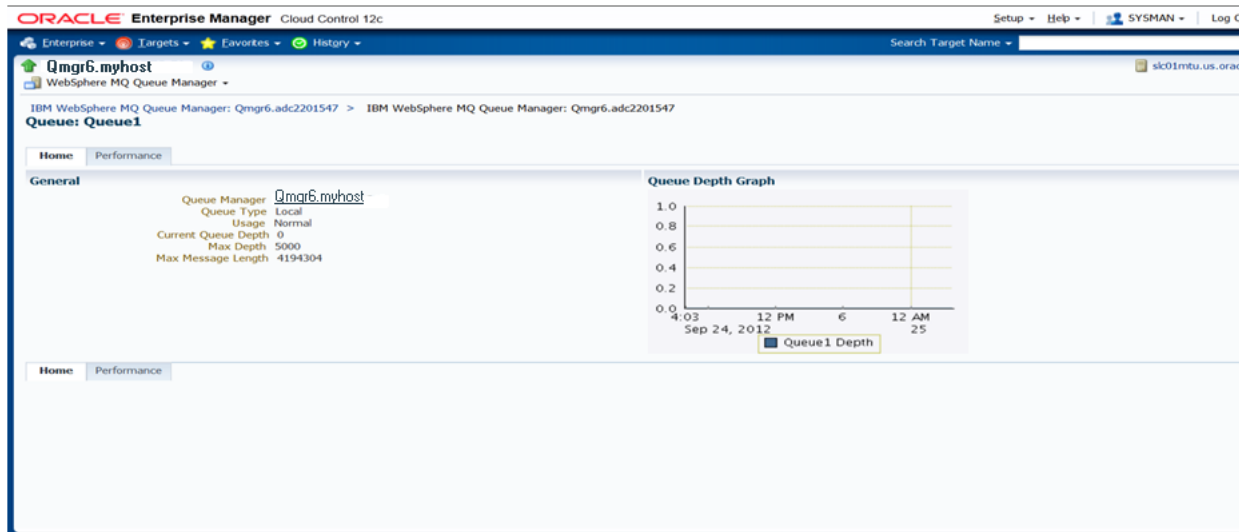 ORACLE Enterprise Manager Cloud Control 12c Setup Help SYSMAN Log
Enterprise Targets Favorites History Search Target Name
Qmgr6.myhost slc01mtu.us.orac
WebSphere MQ Queue Manager
IBM WebSphere MQ Queue Manager: Qmgr6.adc2201547 > IBM WebSphere MQ Queue Manager: Qmgr6.adc2201547
Queue: Queue1
Home Performance
General
Queue Manager Qmgr6.myhost
Queue Type Local
Usage Normal
Current Queue Depth 0
Max Depth 5000
Max Message Length 4194304
Queue Depth Graph
1.0
0.8
0.6
0.4
0.2
0.0
4:03 12 PM 6 12 AM
Sep 24, 2012 25
Queue1 Depth
Home Performance